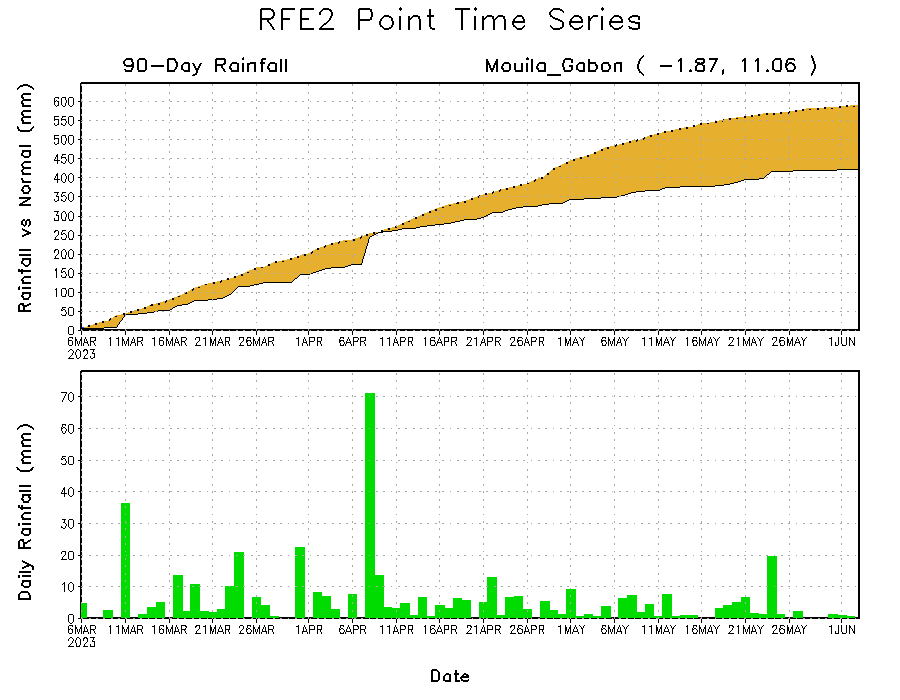 RFE2 Point Time Series
90-Day Rainfall
Mouila_Gabon ( -1.87, 11.06 )
Rainfall vs Normal (mm)
600
550
500
450
400
350
300
250
200
150
100
50
0
6MAR 11MAR 16MAR 21MAR 26MAR 1APR 6APR 11APR 16APR 21APR 26APR 1MAY 6MAY 11MAY 16MAY 21MAY 26MAY 1JUN
2023
Daily Rainfall (mm)
70
60
50
40
30
20
10
0
6MAR 11MAR 16MAR 21MAR 26MAR 1APR 6APR 11APR 16APR 21APR 26APR 1MAY 6MAY 11MAY 16MAY 21MAY 26MAY 1JUN
2023
Date